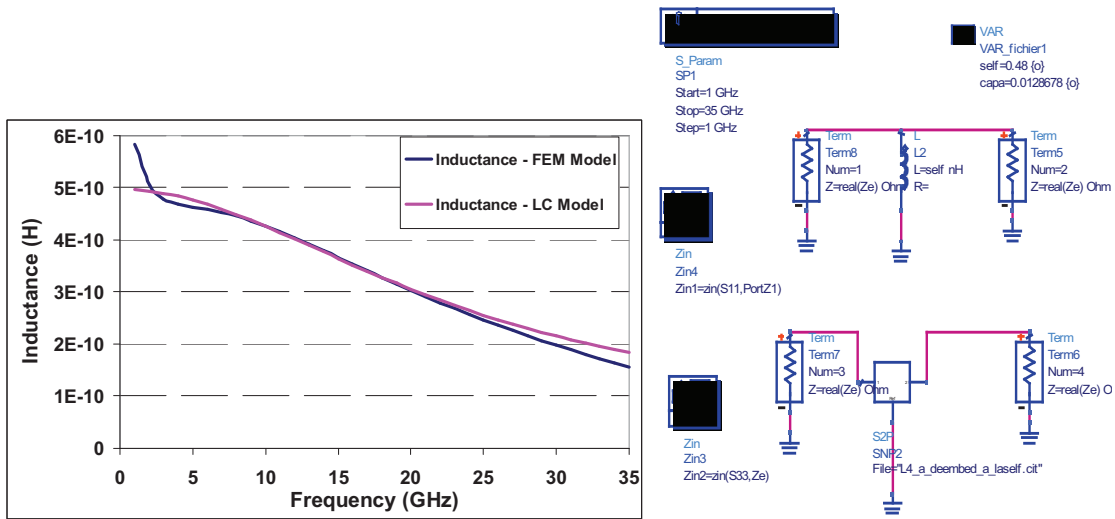 6E-10
5E-10
4E-10
3E-10
2E-10
1E-10
0
Inductance (H)
Inductance - FEM Model
Inductance - LC Model
0 5 10 15 20 25 30 35
Frequency (GHz)
S_Param
SP1
Start=1 GHz
Stop=35 GHz
Step=1 GHz
VAR
VAR_fichier1
self=0.48 {o}
capa=0.0128678 {o}
Term
Term8
Num=1
Z=real(Ze) Ohm
L
L2
L=self nH
R=
Term
Term5
Num=2
Z=real(Ze) Ohm
Zin
Zin4
Zin1=zin(S11,PortZ1)
Term
Term7
Num=3
Z=real(Ze) Ohm
1
2
S2P
SNP2
File="L4_a_deembed_a_laself.cit"
Term
Term6
Num=4
Z=real(Ze) O
Zin
Zin3
Zin2=zin(S33,Ze)